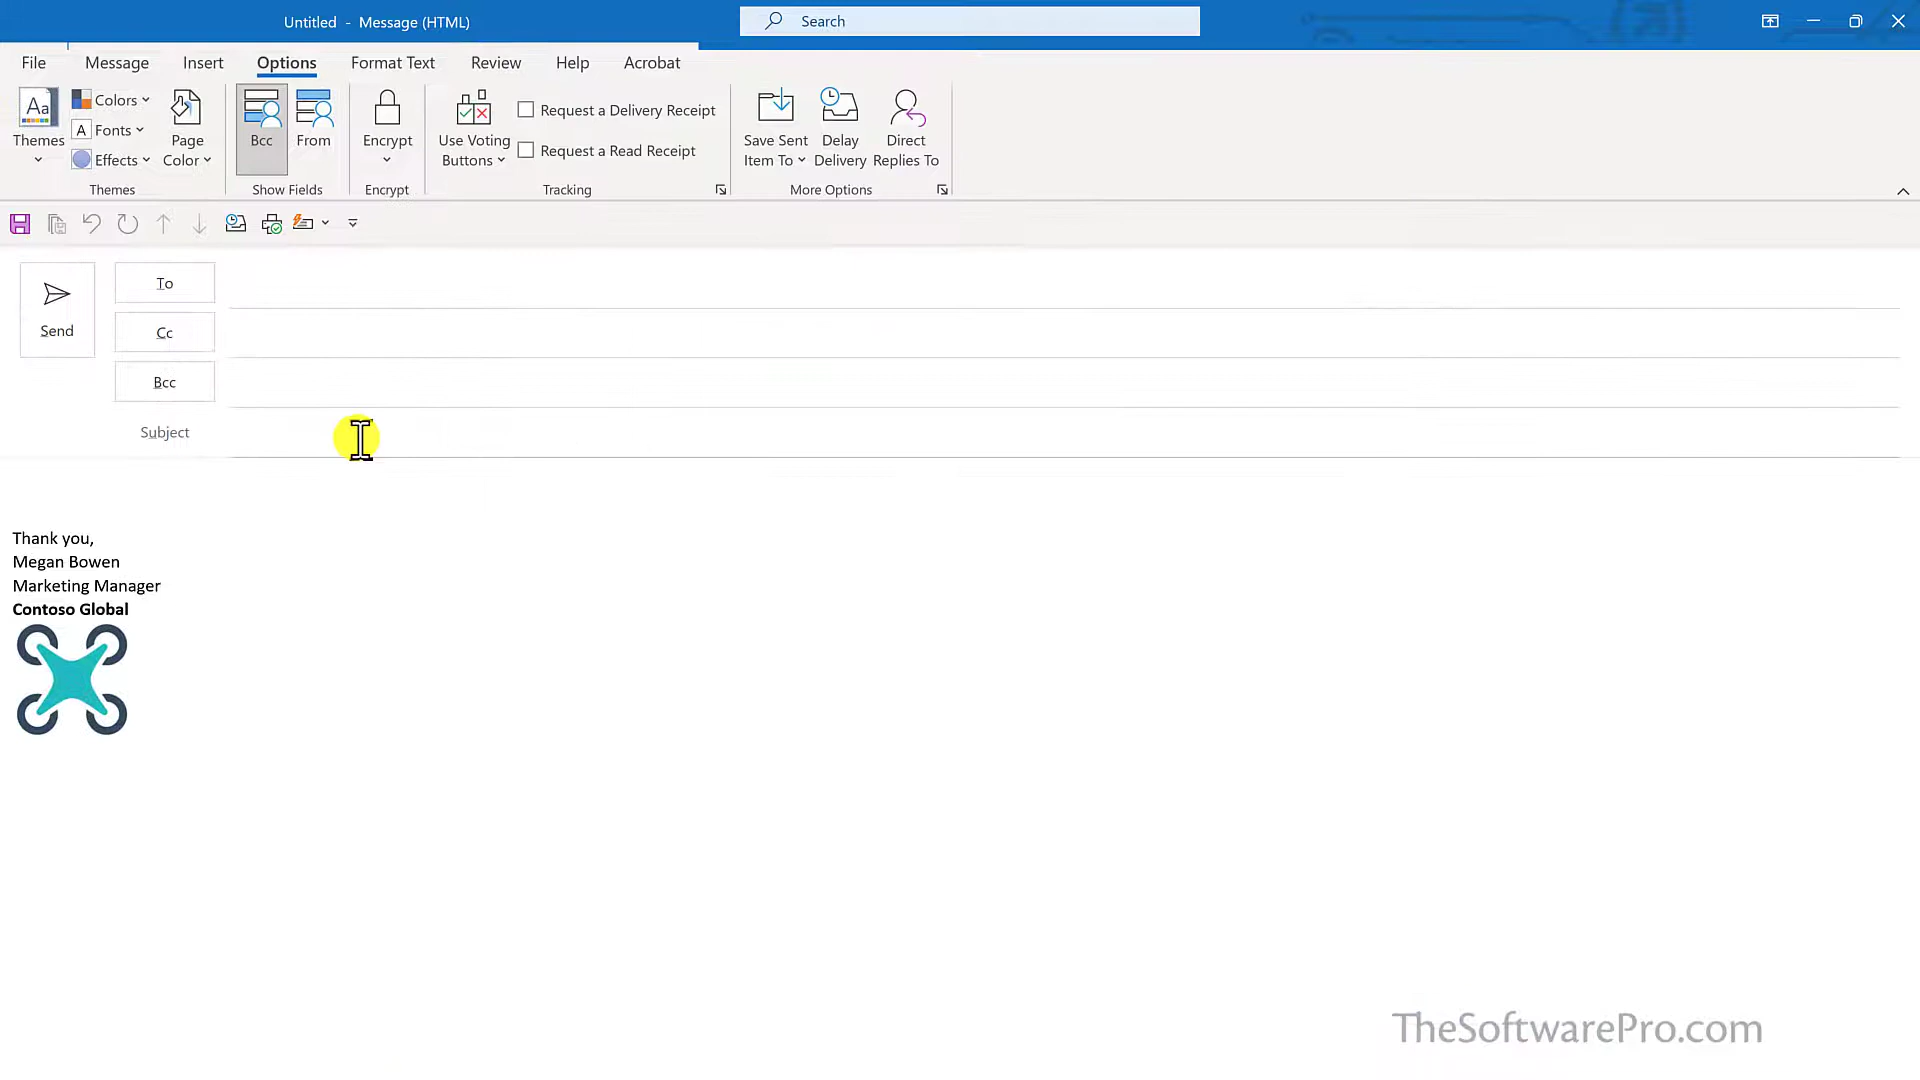 Untitled - Message (HTML)
Search
File Message Insert Options Format Text Review Help Acrobat
Aa
Themes
Colors
A Fonts
Effects
Page
Color
Themes
Bcc
From
Show Fields
Encrypt
Encrypt
Use Voting
Buttons
Request a Delivery Receipt
Request a Read Receipt
Tracking
Save Sent
Item To
Delay
Delivery
Direct
Replies To
More Options
Send
To
Cc
Bcc
Subject
Thank you,
Megan Bowen
Marketing Manager
Contoso Global
TheSoftwarePro.com